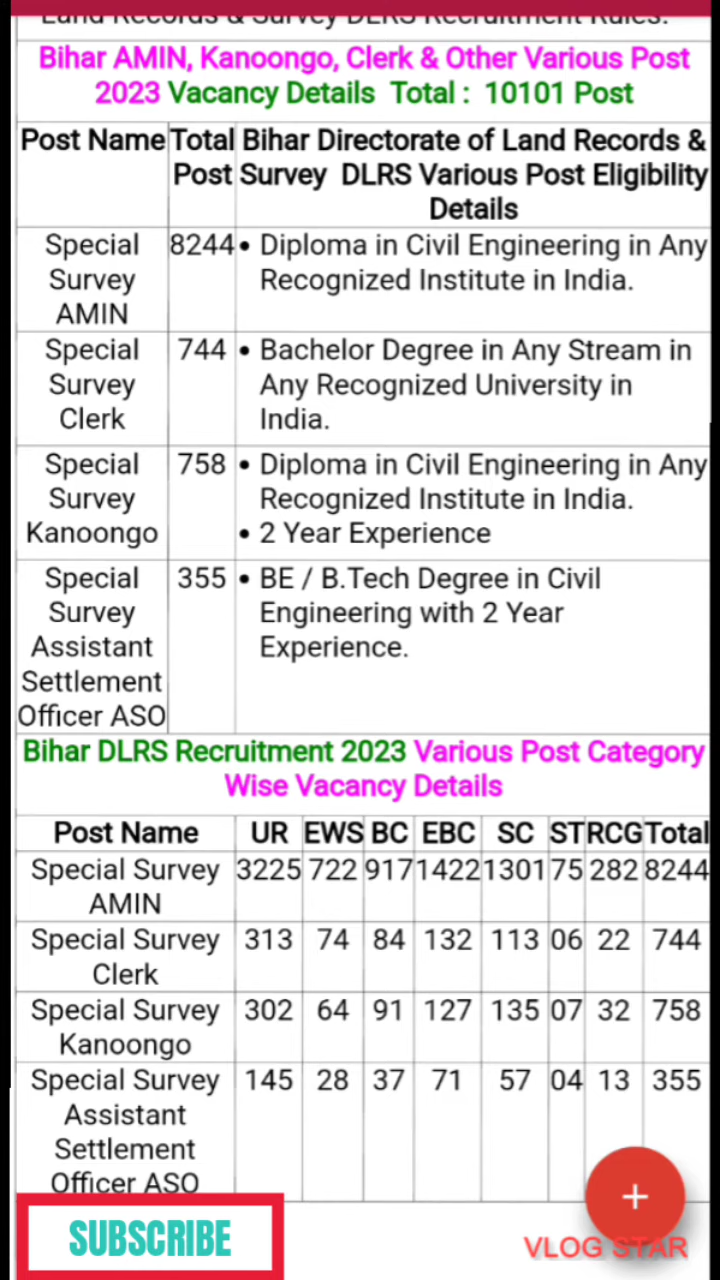 Land Records & Survey DLRS Recruitment Rules.
Bihar AMIN, Kanoongo, Clerk & Other Various Post
2023 Vacancy Details Total : 10101 Post
Post Name Total Post Bihar Directorate of Land Records &
Survey DLRS Various Post Eligibility
Details
Special Survey AMIN 8244 • Diploma in Civil Engineering in Any
Recognized Institute in India.
Special Survey Clerk 744 • Bachelor Degree in Any Stream in
Any Recognized University in
India.
Special Survey Kanoongo 758 • Diploma in Civil Engineering in Any
Recognized Institute in India.
• 2 Year Experience
Special Survey Assistant Settlement Officer ASO 355 • BE / B.Tech Degree in Civil
Engineering with 2 Year
Experience.
Bihar DLRS Recruitment 2023 Various Post Category
Wise Vacancy Details
Post Name UR EWS BC EBC SC ST RCG Total
Special Survey AMIN 3225 722 917 1422 1301 75 282 8244
Special Survey Clerk 313 74 84 132 113 06 22 744
Special Survey Kanoongo 302 64 91 127 135 07 32 758
Special Survey Assistant Settlement Officer ASO 145 28 37 71 57 04 13 355
+
SUBSCRIBE
VLOG STAR